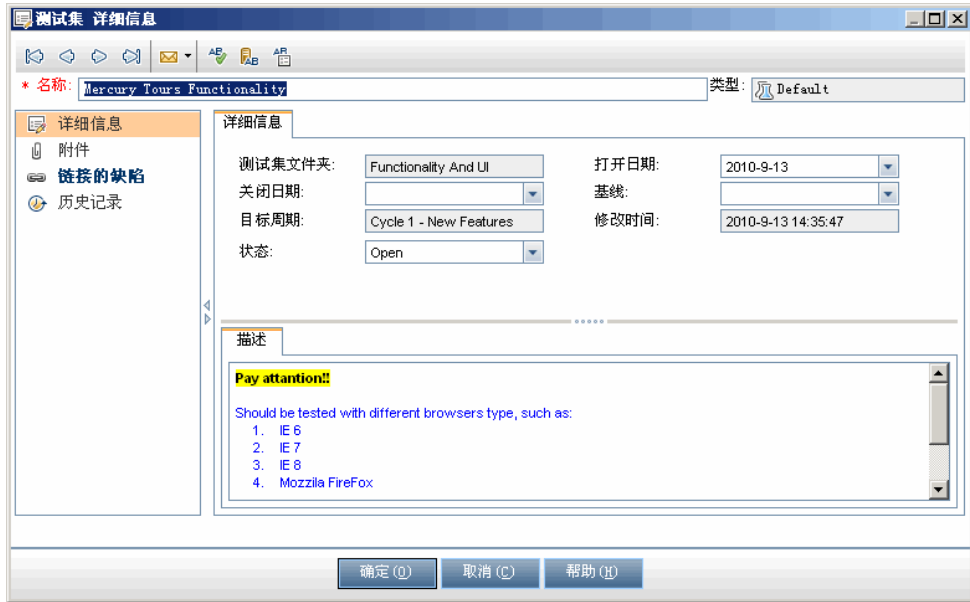 测试集 详细信息
* 名称: Mercury Tours Functionality 类型: Default
详细信息
附件
链接的缺陷
历史记录
详细信息
测试集文件夹: Functionality And UI 打开日期: 2010-9-13
关闭日期: 基线:
目标周期: Cycle 1 - New Features 修改时间: 2010-9-13 14:35:47
状态: Open
描述
Pay attantion!!
Should be tested with different browsers type, such as:
1. IE 6
2. IE 7
3. IE 8
4. Mozzila FireFox
确定(O) 取消(C) 帮助(H)